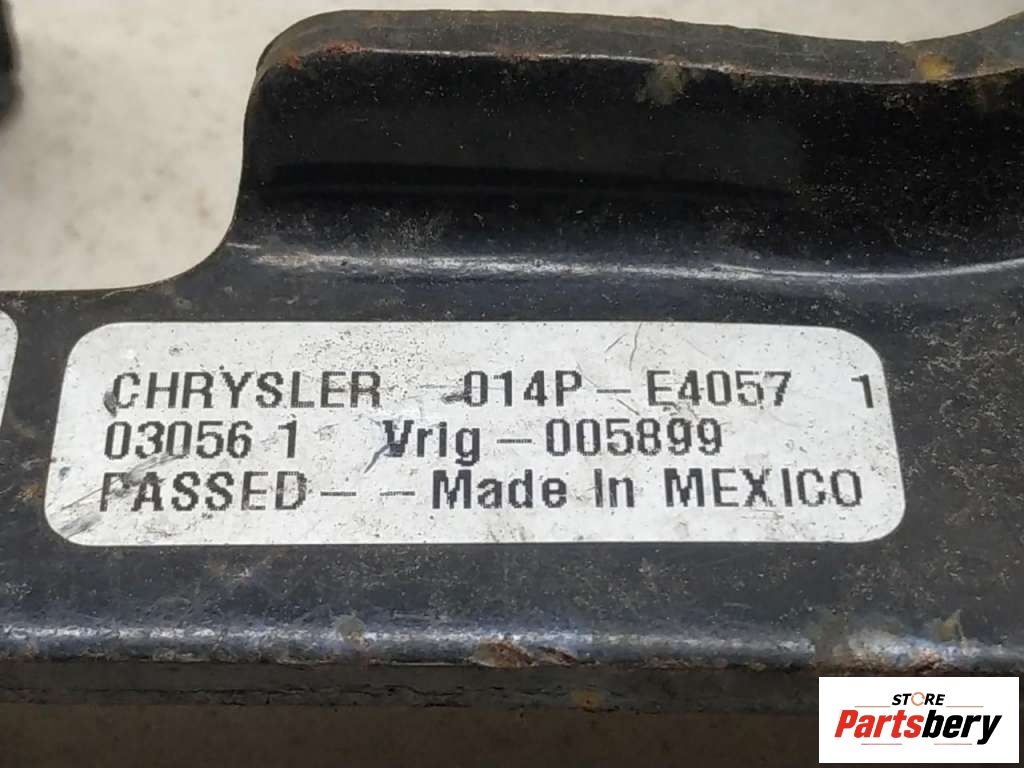 CHRYSLER - 014P - E4057 1
03056 1 Vrig - 005899
PASSED - - Made In MEXICO
STORE
Partsbery